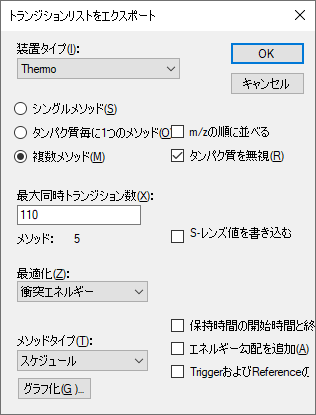 トランジションリストをエクスポート
装置タイプ(I):
Thermo
OK
キャンセル
シングルメソッド(S)
タンパク質毎に1つのメソッド(O
m/zの順に並べる
複数メソッド(M)
タンパク質を無視(R)
最大同時トランジション数(X):
110
メソッド: 5
S-レンズ値を書き込む
最適化(Z):
衝突エネルギー
保持時間の開始時間と終
メソッドタイプ(T):
エネルギー勾配を追加(A)
スケジュール
TriggerおよびReferenceの
グラフ化(G )...